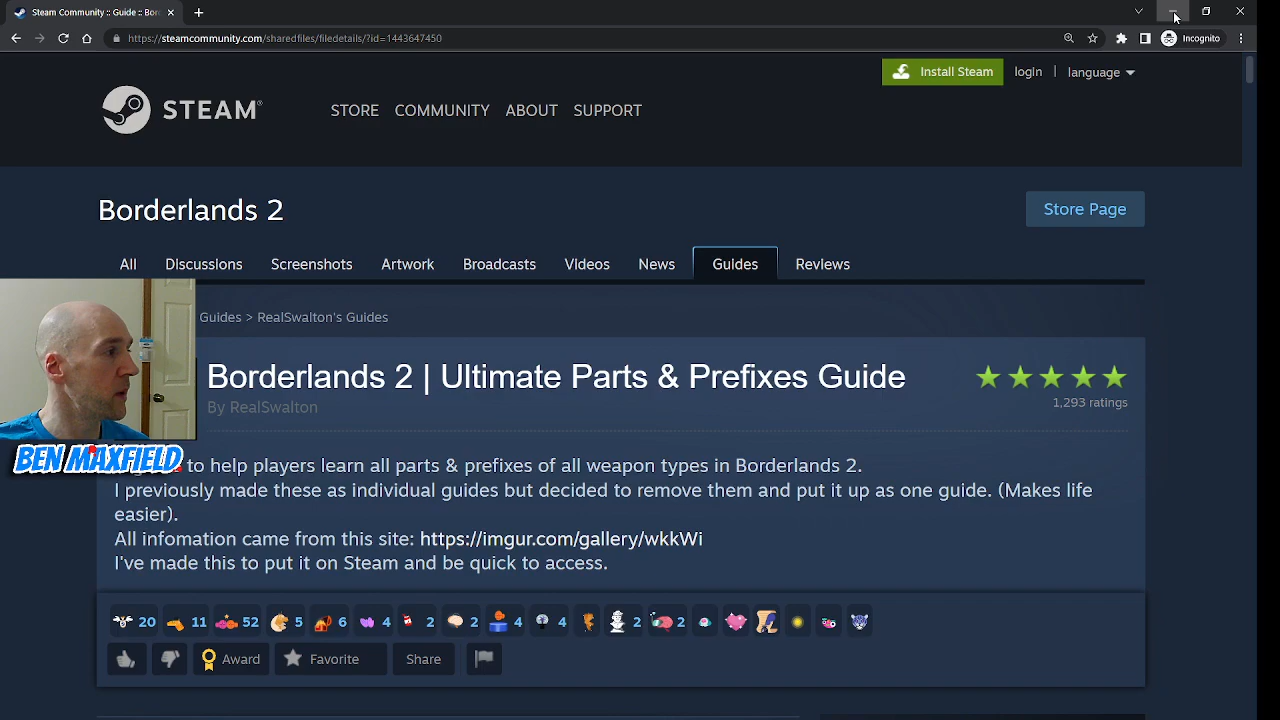 Steam Community :: Guide :: Bor
https://steamcommunity.com/sharedfiles/filedetails/?id=1443647450
Incognito
Install Steam
login
language
STEAM®
STORE
COMMUNITY
ABOUT
SUPPORT
Borderlands 2
Store Page
All
Discussions
Screenshots
Artwork
Broadcasts
Videos
News
Guides
Reviews
Guides > RealSwalton's Guides
Borderlands 2 | Ultimate Parts & Prefixes Guide
By RealSwalton
1,293 ratings
BEN MAXFIELD
to help players learn all parts & prefixes of all weapon types in Borderlands 2.
I previously made these as individual guides but decided to remove them and put it up as one guide. (Makes life
easier).
All infomation came from this site: https://imgur.com/gallery/wkkWi
I've made this to put it on Steam and be quick to access.
20 11 52 5 6 4 2 2 4 4 2 2
Award
Favorite
Share